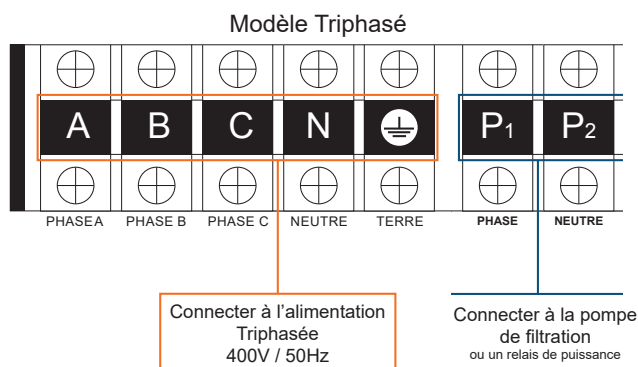 Modèle Triphasé
A B C N P1 P2
PHASE A PHASE B PHASE C NEUTRE TERRE PHASE NEUTRE
Connecter à l'alimentation
Triphasée
400V / 50Hz
Connecter à la pompe
de filtration
ou un relais de puissance